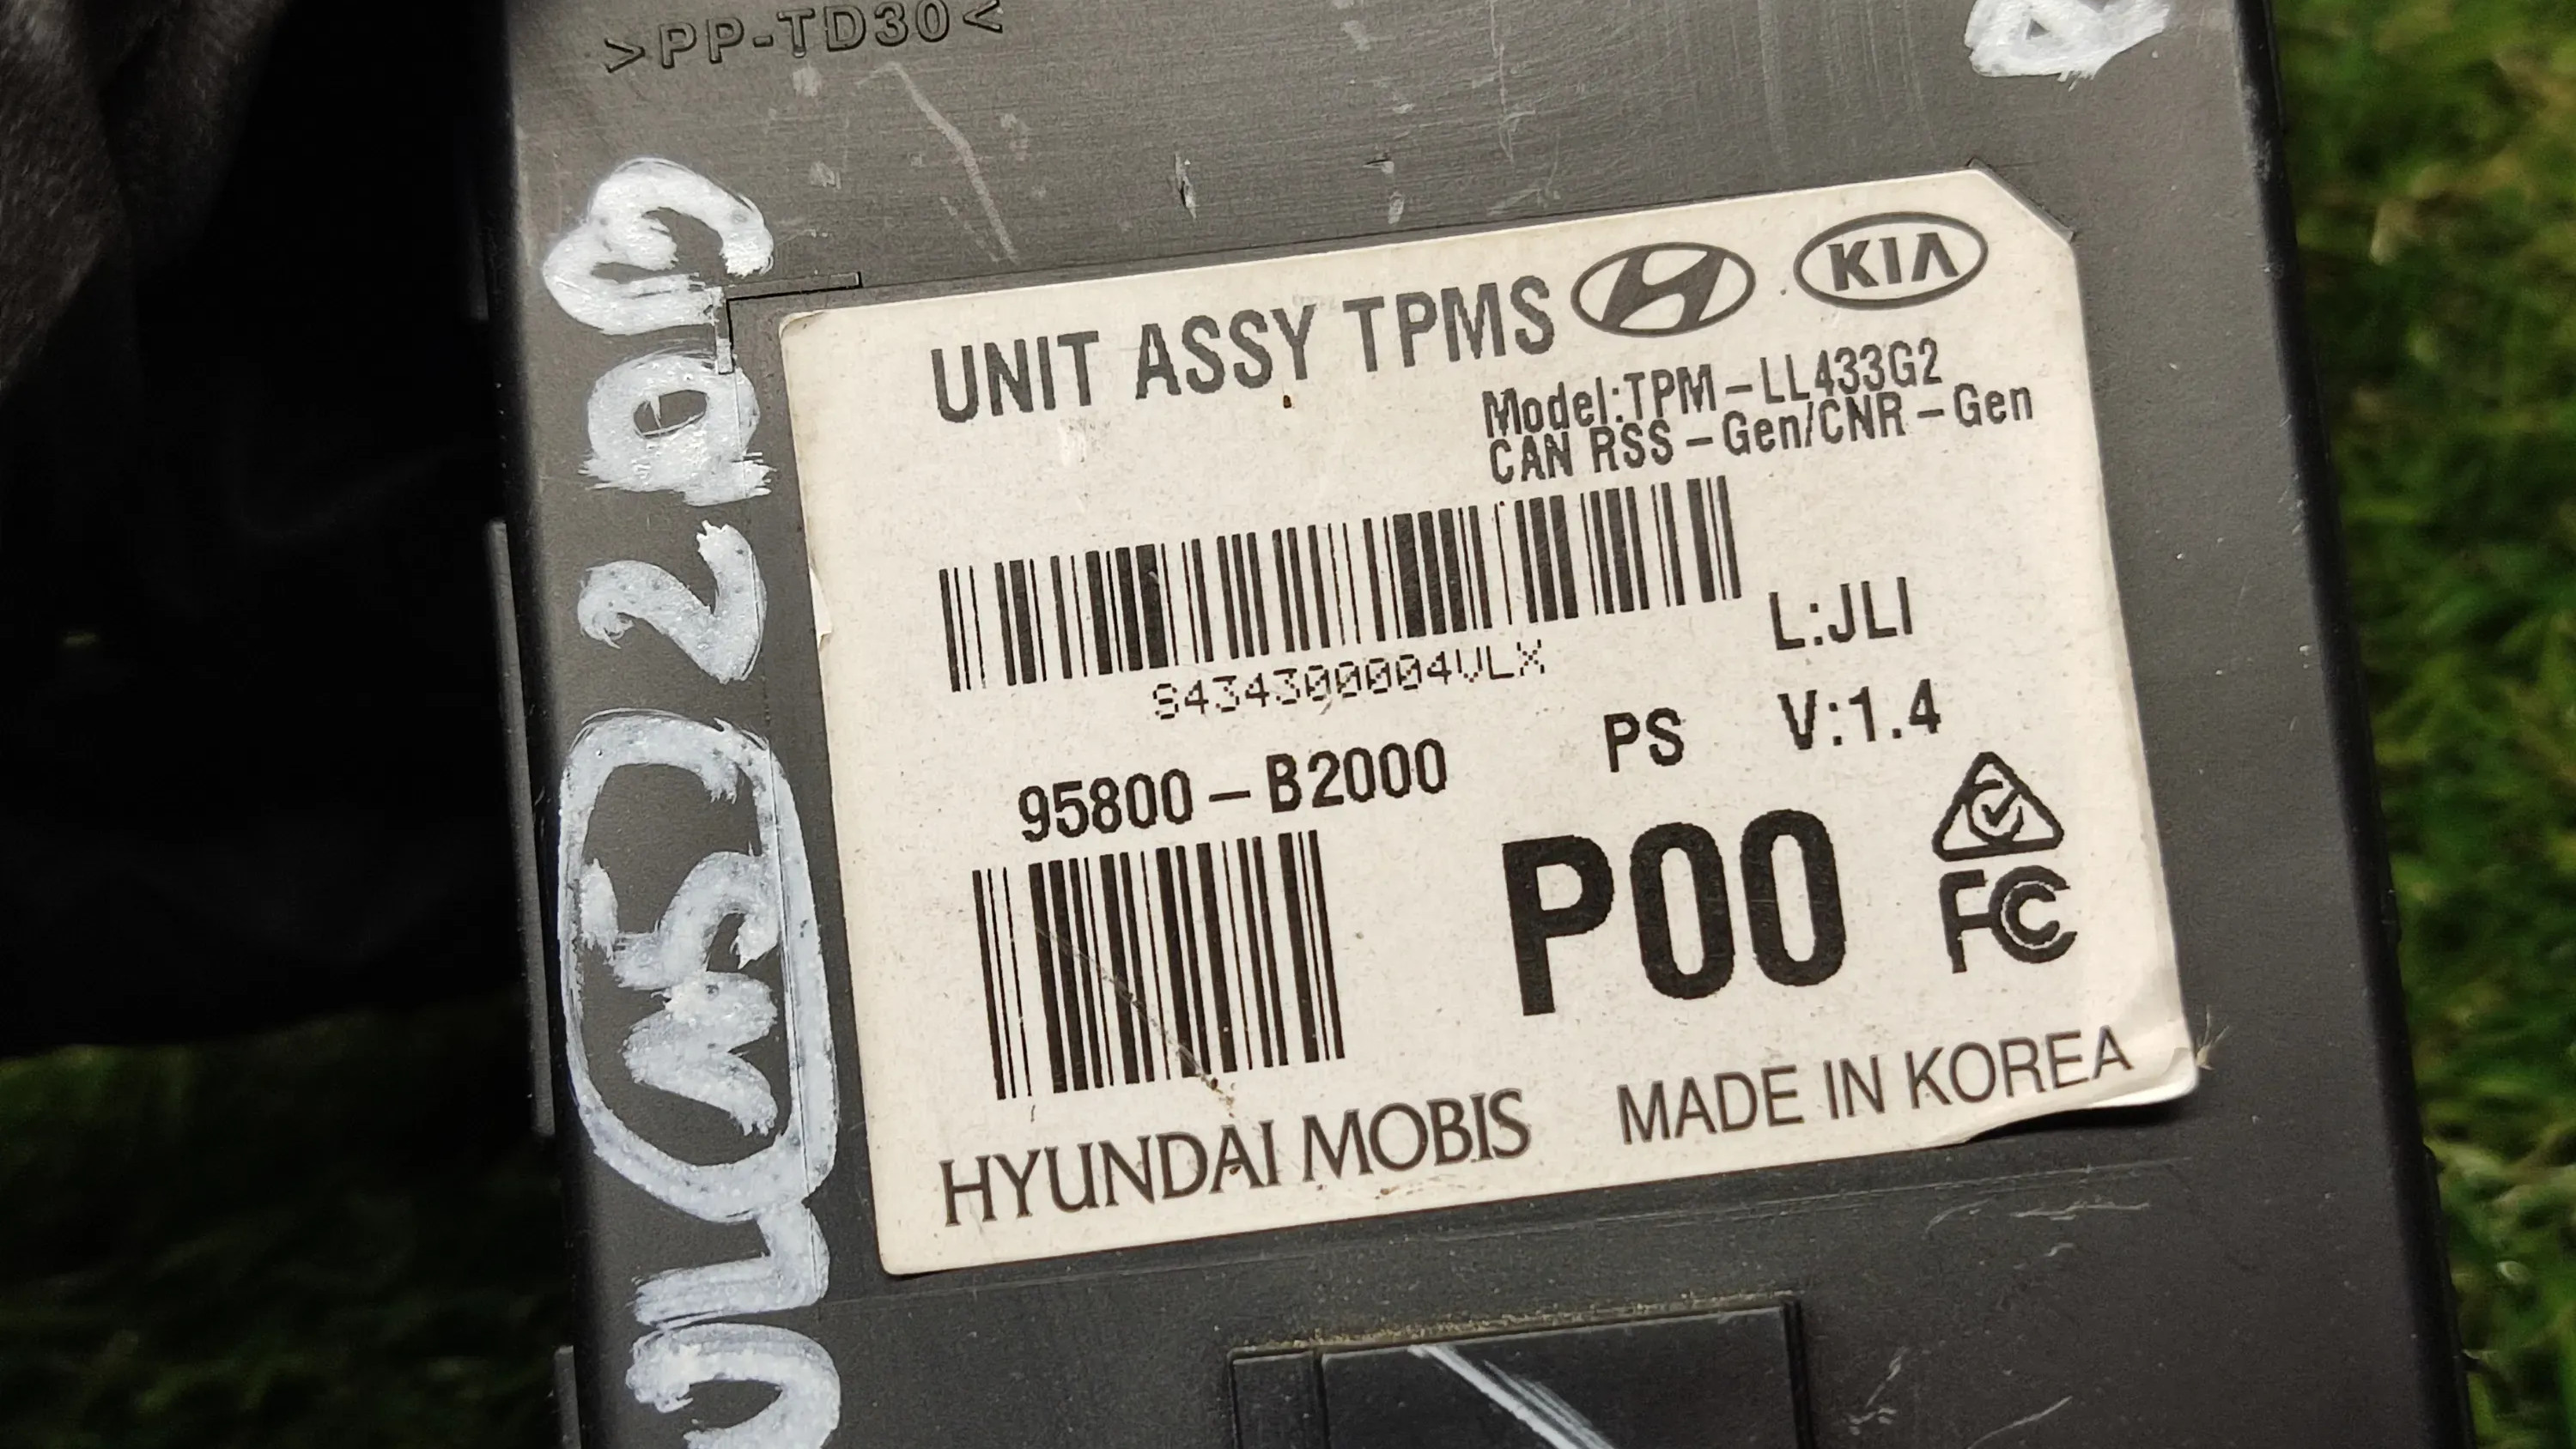 >PP-TD30<
UNIT ASSY TPMS
KIA
Model:TPM-LL433G2
CAN RSS-Gen/CNR-Gen
S434300004VLX
L:JLI
95800-B2000
PS
V:1.4
P00
FC
HYUNDAI MOBIS
MADE IN KOREA